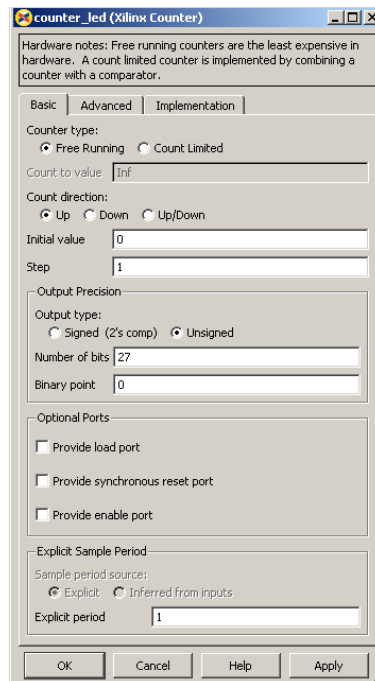 counter_led (Xilinx Counter)
Hardware notes: Free running counters are the least expensive in
hardware. A count limited counter is implemented by combining a
counter with a comparator.
Basic Advanced Implementation
Counter type:
Free Running Count Limited
Count to value Inf
Count direction:
Up Down Up/Down
Initial value 0
Step 1
Output Precision
Output type:
Signed (2's comp) Unsigned
Number of bits 27
Binary point 0
Optional Ports
Provide load port
Provide synchronous reset port
Provide enable port
Explicit Sample Period
Sample period source:
Explicit Inferred from inputs
Explicit period 1
OK Cancel Help Apply